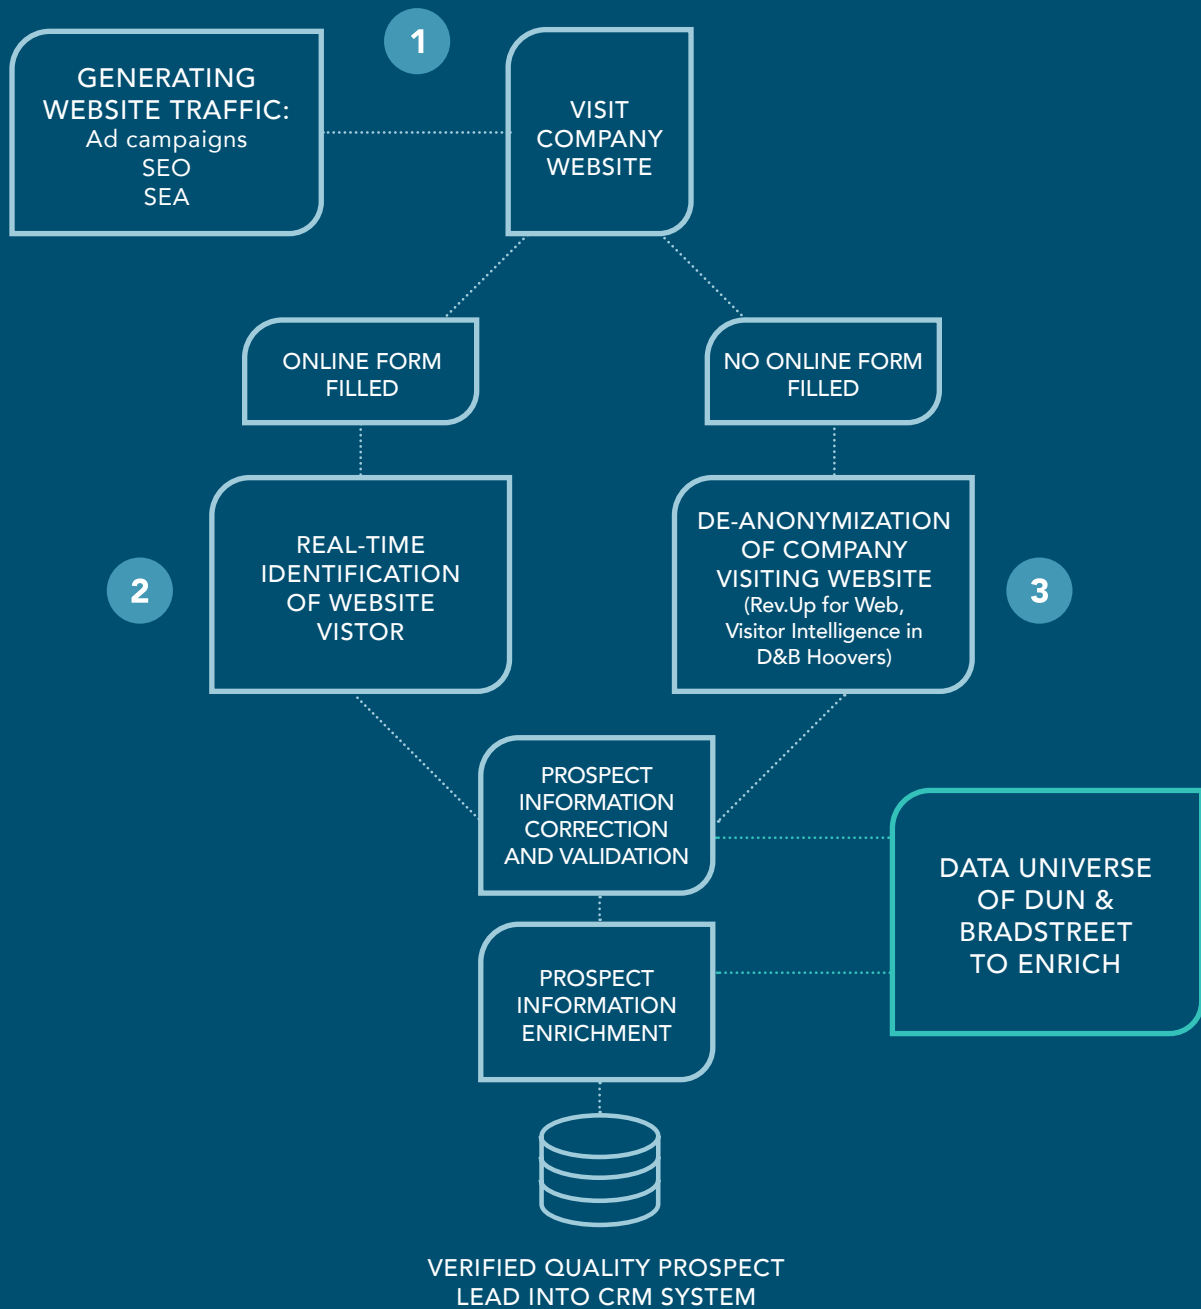 1
GENERATING
WEBSITE TRAFFIC:
Ad campaigns
SEO
SEA
VISIT
COMPANY
WEBSITE
ONLINE FORM
FILLED
NO ONLINE FORM
FILLED
2
REAL-TIME
IDENTIFICATION
OF WEBSITE
VISTOR
DE-ANONYMIZATION
OF COMPANY
VISITING WEBSITE
(Rev.Up for Web,
Visitor Intelligence in
D&B Hoovers)
3
PROSPECT
INFORMATION
CORRECTION
AND VALIDATION
DATA UNIVERSE
OF DUN &
BRADSTREET
TO ENRICH
PROSPECT
INFORMATION
ENRICHMENT
VERIFIED QUALITY PROSPECT
LEAD INTO CRM SYSTEM